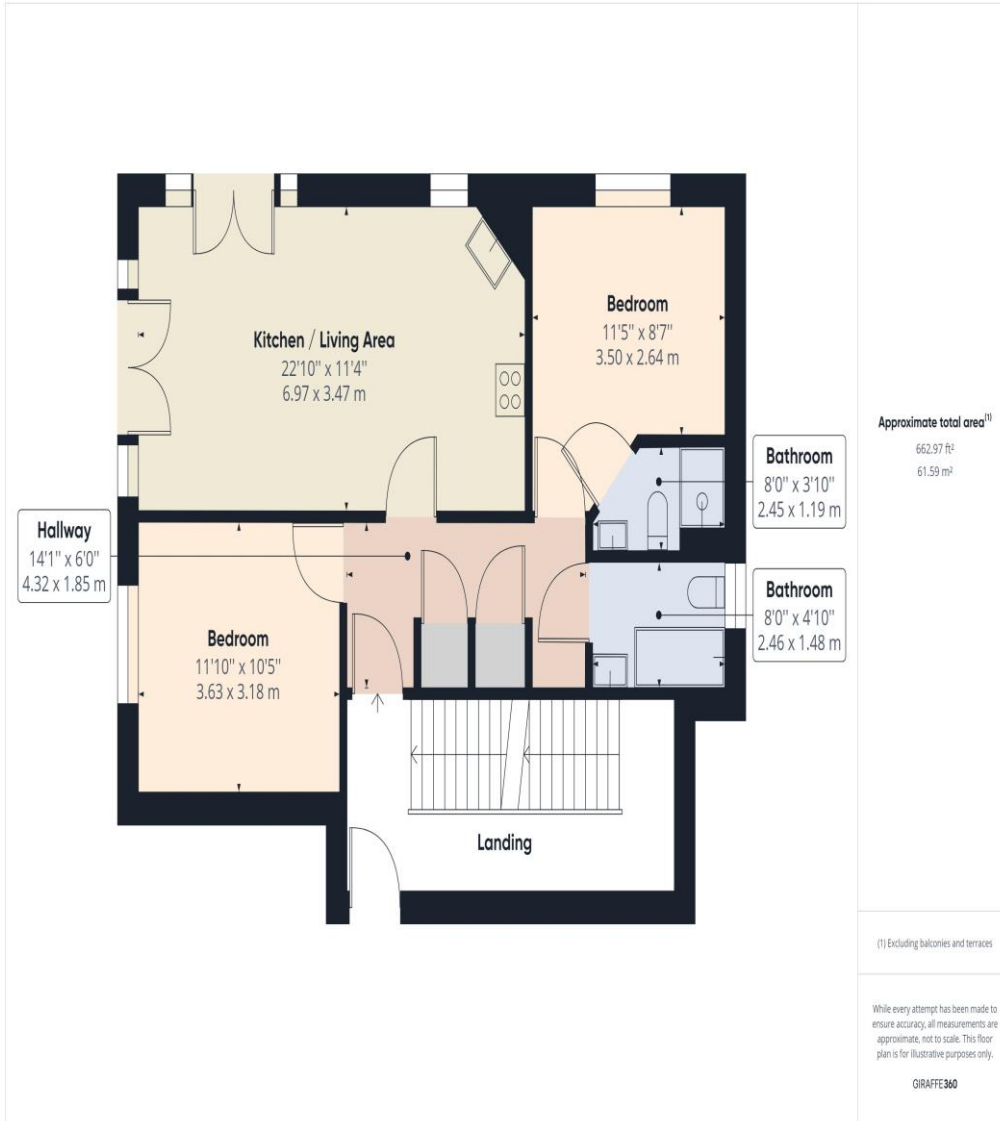 Kitchen / Living Area
22'10" x 11'4"
6.97 x 3.47 m
Bedroom
11'5" x 8'7"
3.50 x 2.64 m
Bathroom
8'0" x 3'10"
2.45 x 1.19 m
Hallway
14'1" x 6'0"
4.32 x 1.85 m
Bedroom
11'10" x 10'5"
3.63 x 3.18 m
Bathroom
8'0" x 4'10"
2.46 x 1.48 m
Landing
Approximate total area(1)
662.97 ft²
61.59 m²
(1) Excluding balconies and terraces
While every attempt has been made to
ensure accuracy, all measurements are
approximate, not to scale. This floor
plan is for illustrative purposes only.
GIRAFFE360